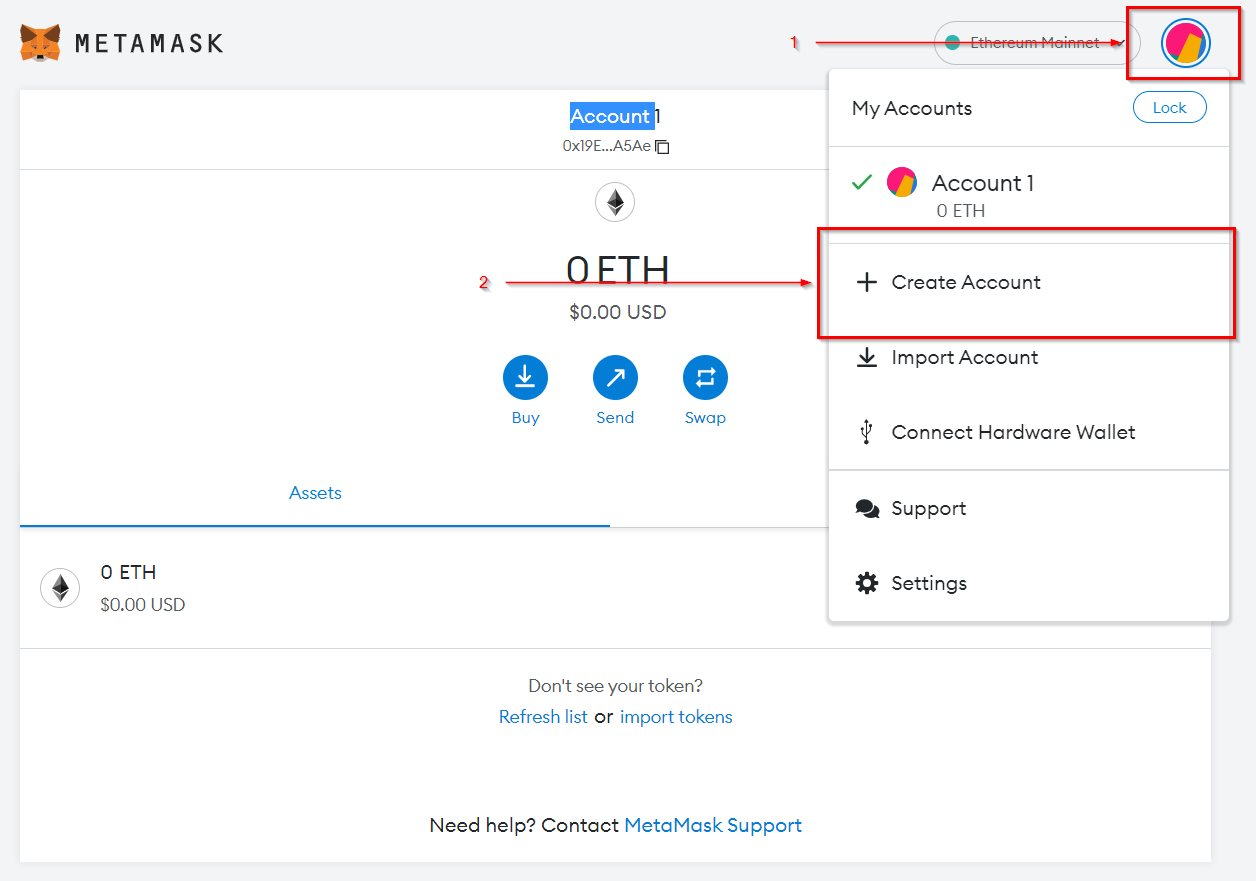 METAMASK
1
Ethereum Mainnet
Account 1
0x19E...A5Ae
My Accounts
Lock
Account 1
0 ETH
0 ETH
2
Create Account
$0.00 USD
Import Account
Buy
Send
Swap
Connect Hardware Wallet
Assets
Support
0 ETH
Settings
$0.00 USD
Don't see your token?
Refresh list or import tokens
Need help? Contact MetaMask Support